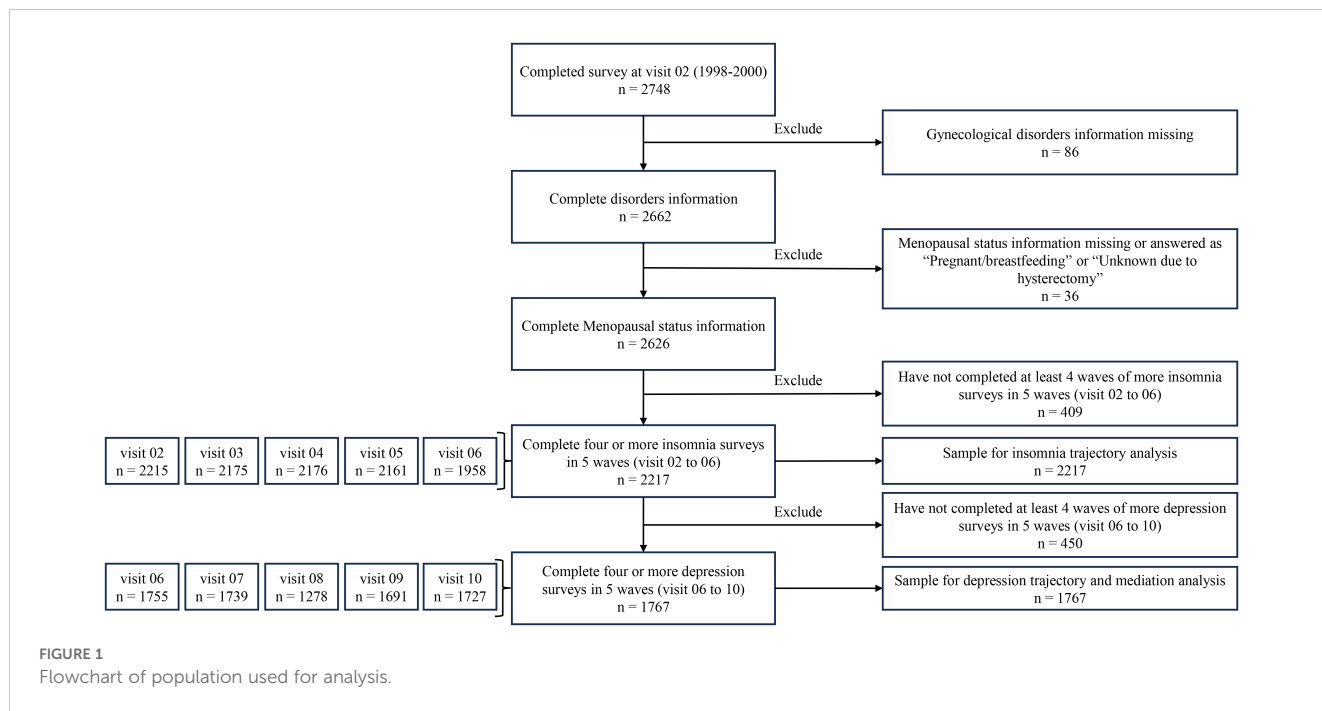 Completed survey at visit 02 (1998-2000)
n = 2748
Exclude
Gynecological disorders information missing
n = 86
Complete disorders information
n = 2662
Exclude
Menopausal status information missing or answered as
“Pregnant/breastfeeding” or “Unknown due to
hysterectomy”
n = 36
Complete Menopausal status information
n = 2626
Exclude
Have not completed at least 4 waves of more insomnia
surveys in 5 waves (visit 02 to 06)
n = 409
visit 02
n = 2215
visit 03
n = 2175
visit 04
n = 2176
visit 05
n = 2161
visit 06
n = 1958
Complete four or more insomnia surveys
in 5 waves (visit 02 to 06)
n = 2217
Sample for insomnia trajectory analysis
n = 2217
Exclude
Have not completed at least 4 waves of more depression
surveys in 5 waves (visit 06 to 10)
n = 450
visit 06
n = 1755
visit 07
n = 1739
visit 08
n = 1278
visit 09
n = 1691
visit 10
n = 1727
Complete four or more depression
surveys in 5 waves (visit 06 to 10)
n = 1767
Sample for depression trajectory and mediation analysis
n = 1767
FIGURE 1
Flowchart of population used for analysis.